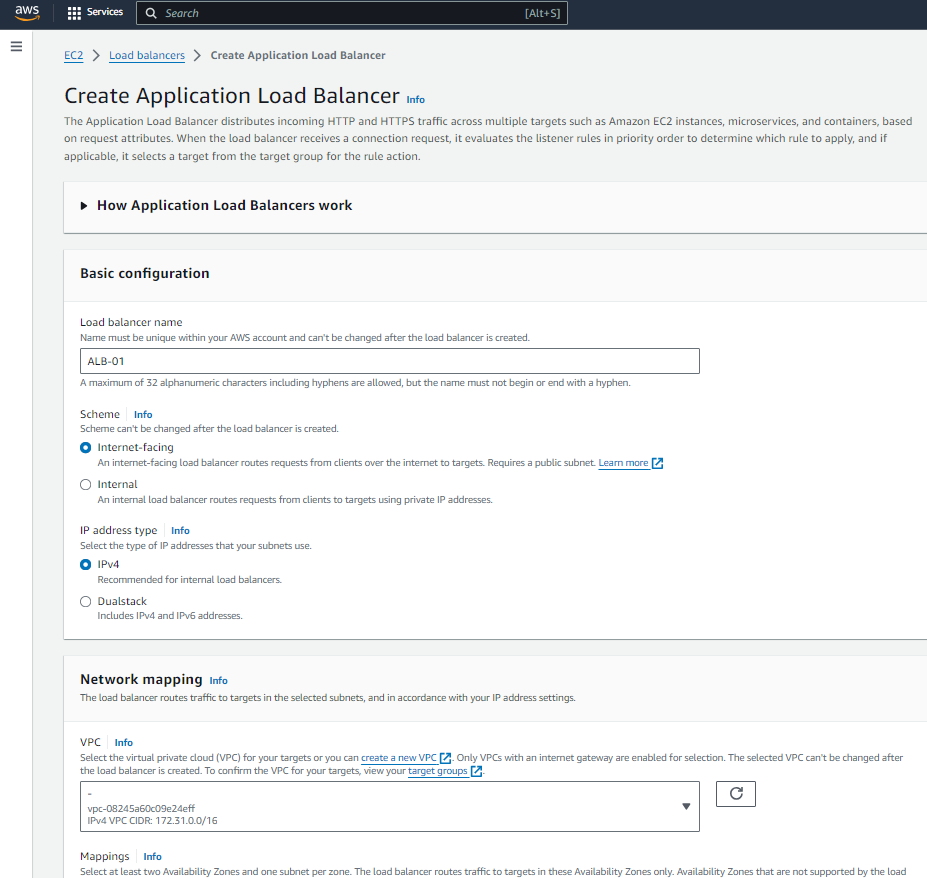 aws
Services
Search
[Alt+S]
EC2 > Load balancers > Create Application Load Balancer
Create Application Load Balancer Info
The Application Load Balancer distributes incoming HTTP and HTTPS traffic across multiple targets such as Amazon EC2 instances, microservices, and containers, based
on request attributes. When the load balancer receives a connection request, it evaluates the listener rules in priority order to determine which rule to apply, and if
applicable, it selects a target from the target group for the rule action.
How Application Load Balancers work
Basic configuration
Load balancer name
Name must be unique within your AWS account and can't be changed after the load balancer is created.
ALB-01
A maximum of 32 alphanumeric characters including hyphens are allowed, but the name must not begin or end with a hyphen.
Scheme Info
Scheme can't be changed after the load balancer is created.
Internet-facing
An internet-facing load balancer routes requests from clients over the internet to targets. Requires a public subnet. Learn more
Internal
An internal load balancer routes requests from clients to targets using private IP addresses.
IP address type Info
Select the type of IP addresses that your subnets use.
IPv4
Recommended for internal load balancers.
Dualstack
Includes IPv4 and IPv6 addresses.
Network mapping Info
The load balancer routes traffic to targets in the selected subnets, and in accordance with your IP address settings.
VPC Info
Select the virtual private cloud (VPC) for your targets or you can create a new VPC. Only VPCs with an internet gateway are enabled for selection. The selected VPC can't be changed after
the load balancer is created. To confirm the VPC for your targets, view your target groups.
-
vpc-08245a60c09e24eff
IPv4 VPC CIDR: 172.31.0.0/16
Mappings Info
Select at least two Availability Zones and one subnet per zone. The load balancer routes traffic to targets in these Availability Zones only. Availability Zones that are not supported by the load